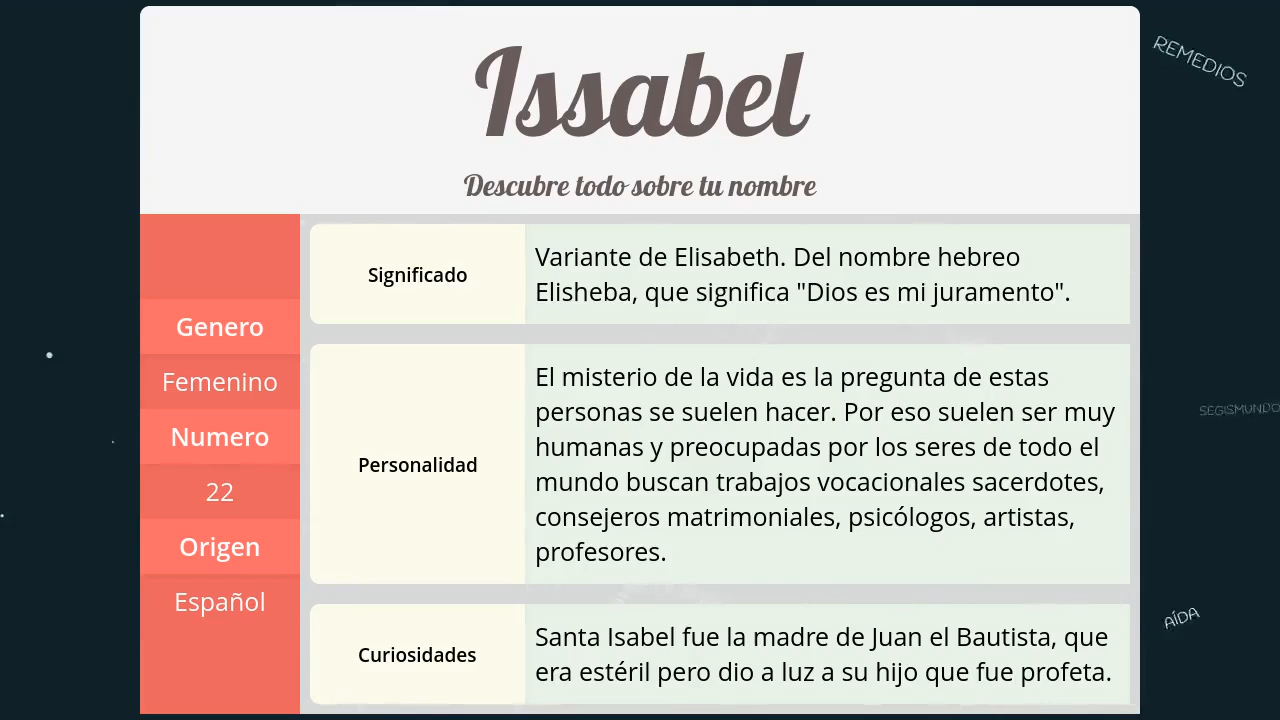 Issabel
Descubre todo sobre tu nombre
REMEDIOS
Genero
Femenino
Numero
22
Origen
Español
Significado
Variante de Elisabeth. Del nombre hebreo
Elisheba, que significa "Dios es mi juramento".
Personalidad
El misterio de la vida es la pregunta de estas
personas se suelen hacer. Por eso suelen ser muy
humanas y preocupadas por los seres de todo el
mundo buscan trabajos vocacionales sacerdotes,
consejeros matrimoniales, psicólogos, artistas,
profesores.
Curiosidades
Santa Isabel fue la madre de Juan el Bautista, que
era estéril pero dio a luz a su hijo que fue profeta.
SEGISMUNDO
AÍDA